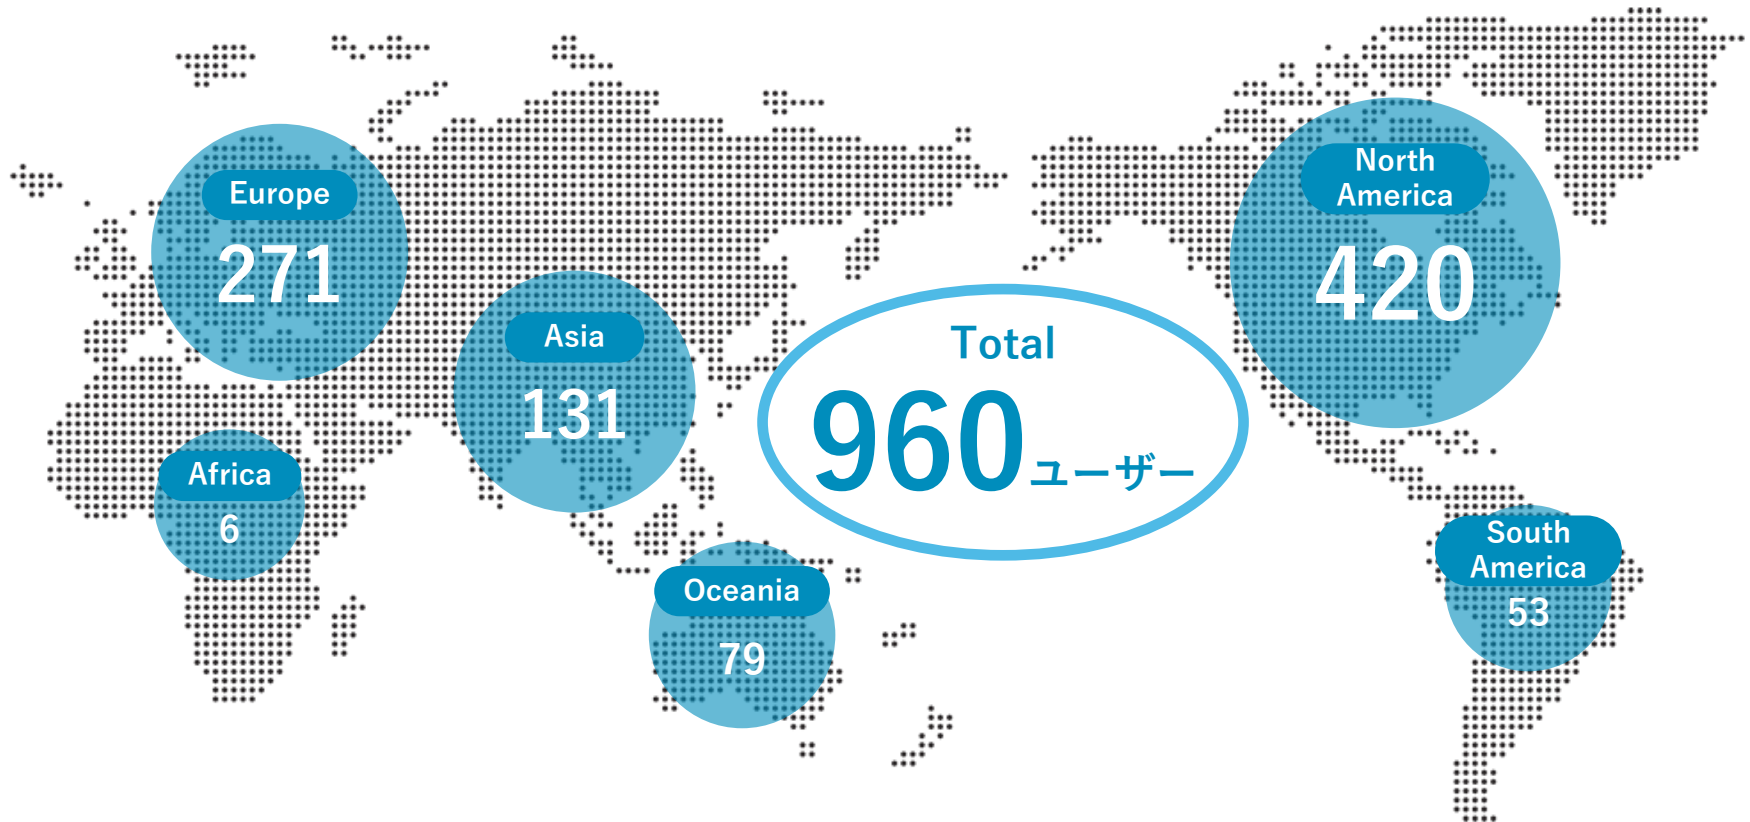 Europe
271
Asia
131
Africa
6
Oceania
79
Total
960ユーザー
North
America
420
South
America
53